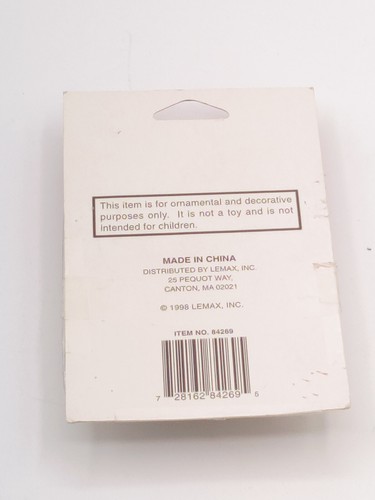 This item is for ornamental and decorative
purposes only. It is not a toy and is not
intended for children.
MADE IN CHINA
DISTRIBUTED BY LEMAX, INC.
25 PEQUOT WAY,
CANTON, MA 02021
© 1998 LEMAX, INC.
ITEM NO. 84269
7 28162 84269 5